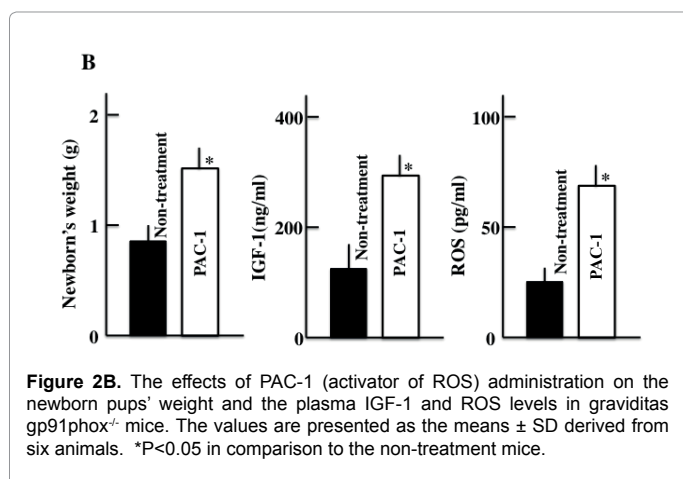 B
Newborn's weight (g)
2
1
0
Non-treatment
PAC-1
*
IGF-1(ng/ml)
400
200
0
Non-treatment
PAC-1
*
ROS (pg/ml)
100
50
0
Non-treatment
PAC-1
*
Figure 2B. The effects of PAC-1 (activator of ROS) administration on the
newborn pups' weight and the plasma IGF-1 and ROS levels in graviditas
gp91phox-/- mice. The values are presented as the means ± SD derived from
six animals. *P<0.05 in comparison to the non-treatment mice.